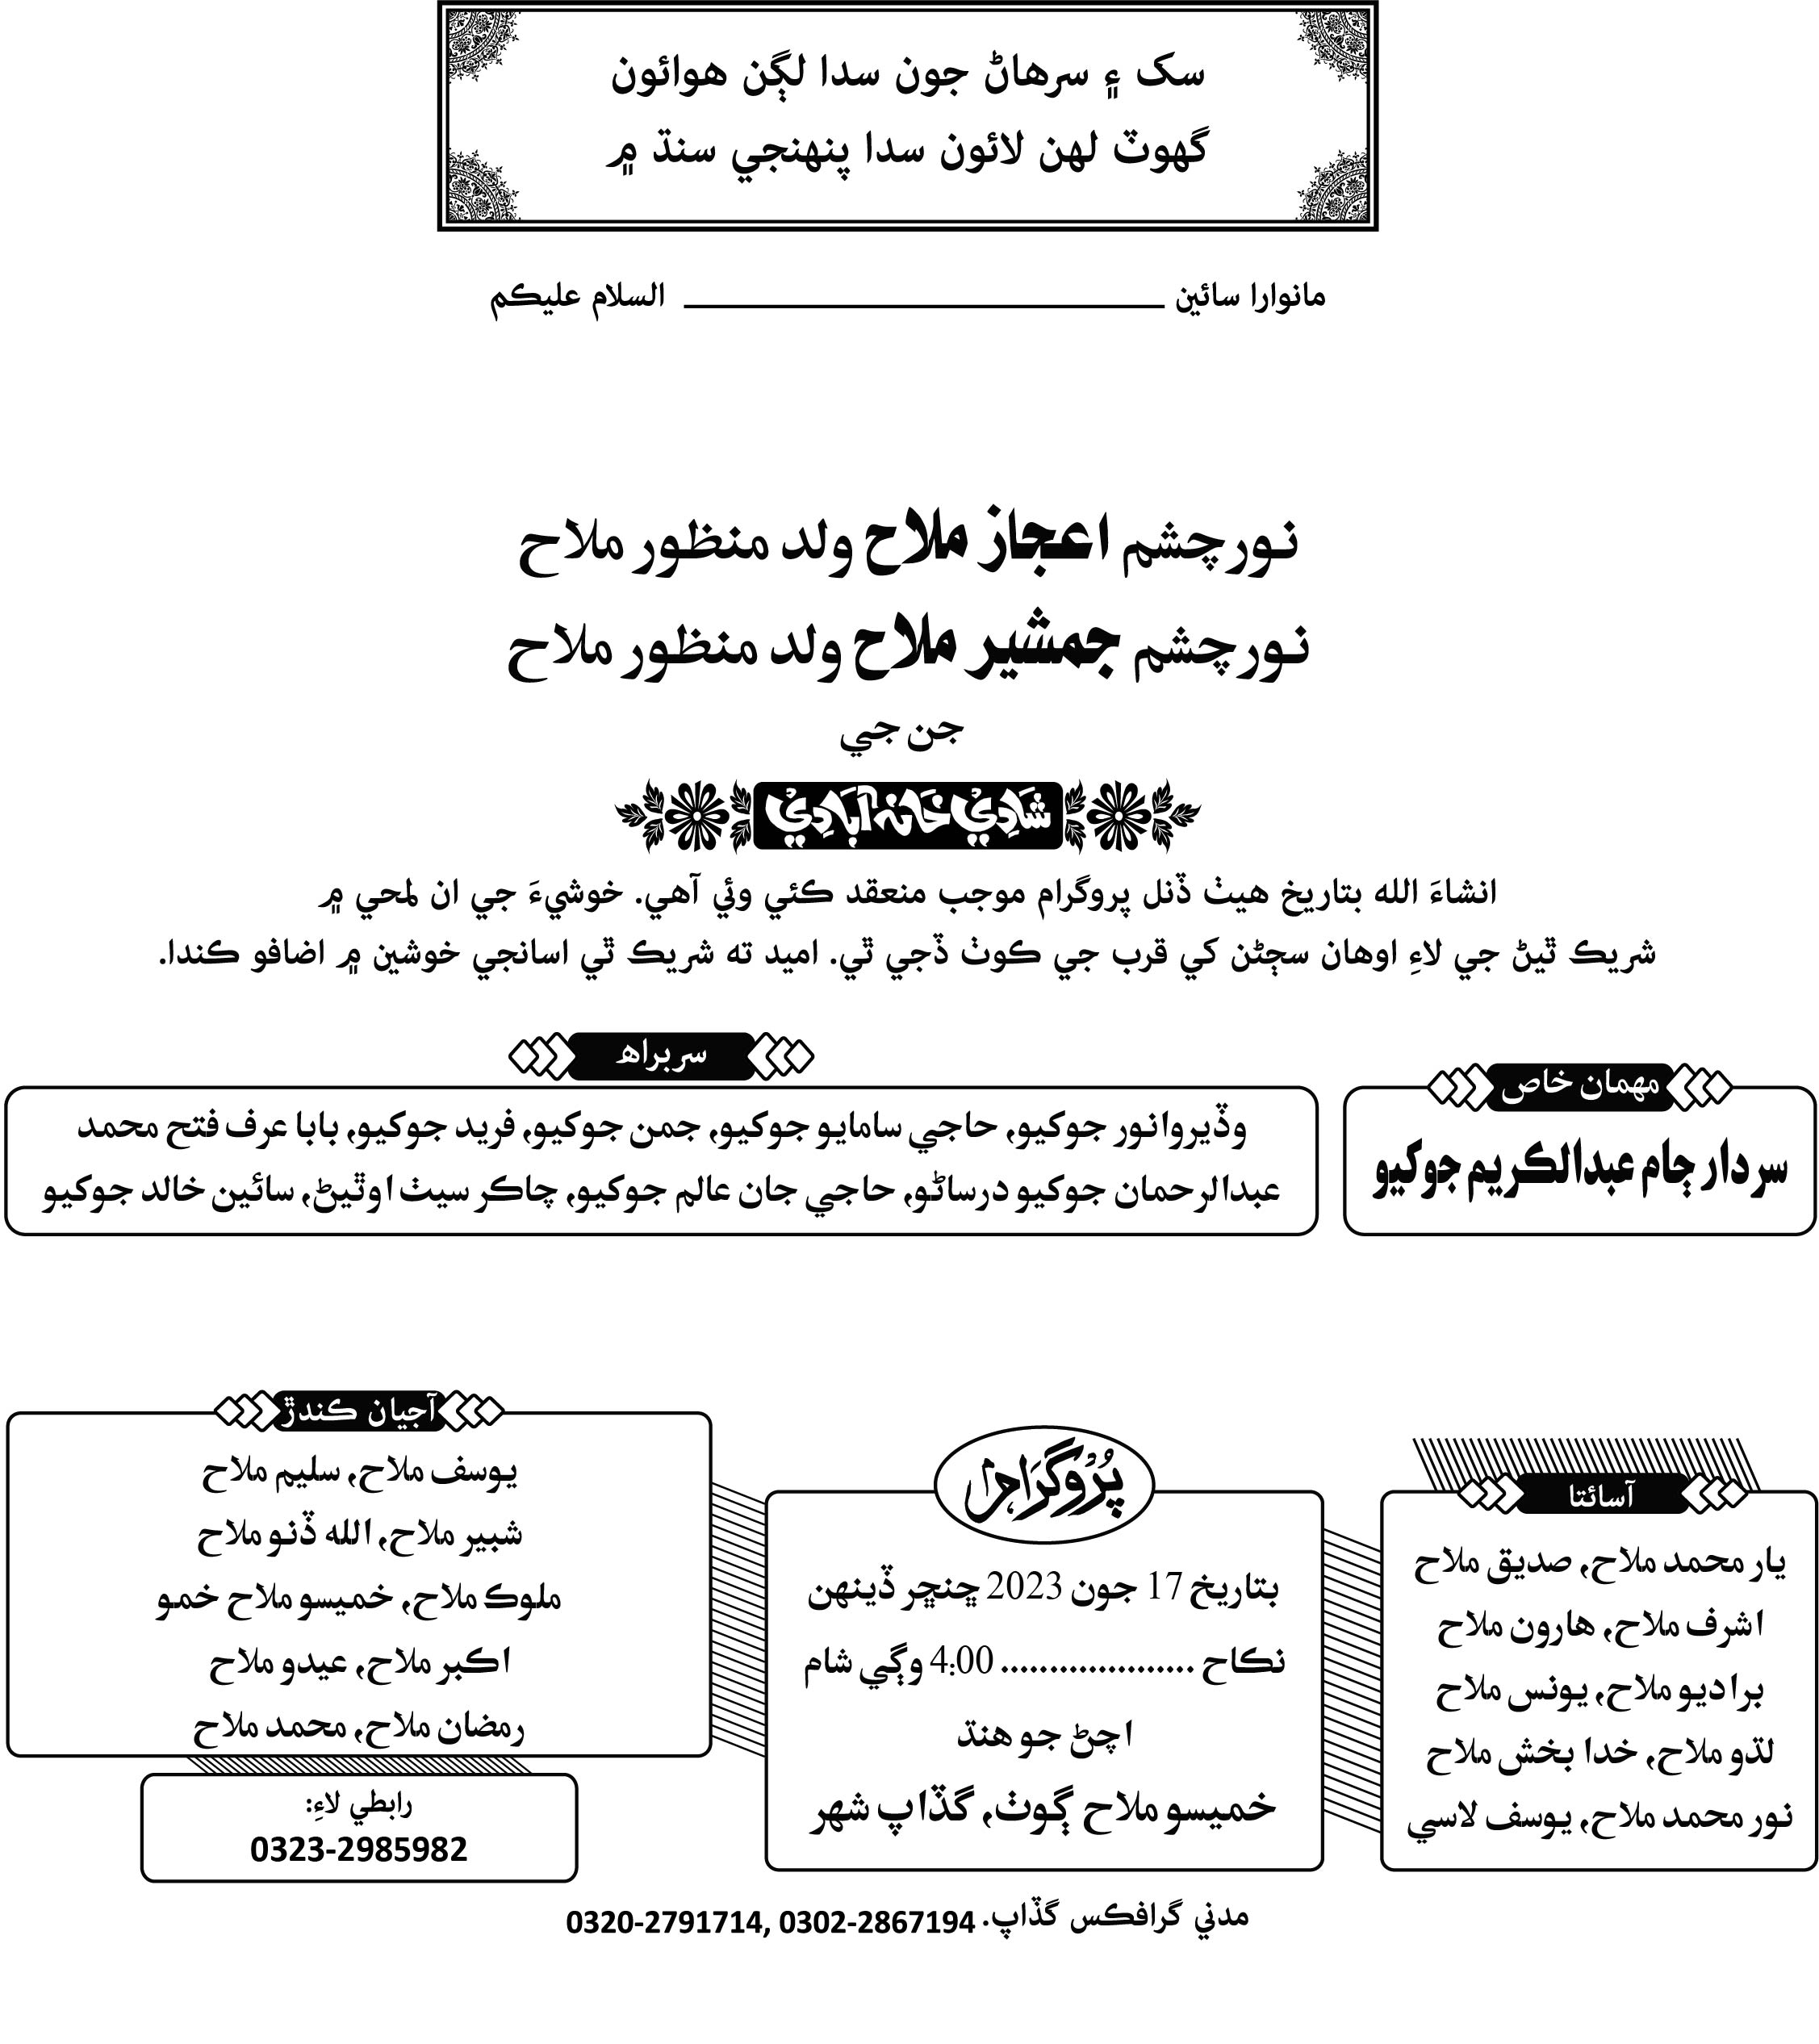 سک ۽ سرهاڻ جون سدا لڳن هوائون
گهوٽ لهن لائون سدا پنهنجي سنڌ ۾
مانوارا سائين ــــــــــــــــــــــــــــــــ السلام عليڪم
نورچشم اعجاز ملاح ولد منظور ملاح
نورچشم جمشير ملاح ولد منظور ملاح
جن جي
شادي خانه آبادي
انشاءَ الله بتاريخ هيٺ ڏنل پروگرام موجب منعقد ڪئي وئي آهي. خوشيءَ جي ان لمحي ۾
شريڪ ٿيڻ جي لاءِ اوهان سڄڻن کي قرب جي ڪوٺ ڏجي ٿي. اميد ته شريڪ ٿي اسانجي خوشين ۾ اضافو ڪندا.
مهمان خاص
سردار ڄام عبدالڪريم جوکيو
سربراهه
وڏيرو انور جوکيو، حاجي سامايو جوکيو، جمن جوکيو، فريد جوکيو، بابا عرف فتح محمد
عبدالرحمان جوکيو درساڻو، حاجي جان عالم جوکيو، چاڪر سيٺ اوٿيڻ، سائين خالد جوکيو
آسائتا
يار محمد ملاح، صديق ملاح
اشرف ملاح، هارون ملاح
براديو ملاح، يونس ملاح
لڌو ملاح، خدا بخش ملاح
نور محمد ملاح، يوسف لاسي
پروگرام
بتاريخ 17 جون 2023 ڇنڇر ڏينهن
نڪاح .................... 4:00 وڳي شام
اچڻ جو هنڌ
خميسو ملاح ڳوٺ، گڏاپ شهر
آجيان ڪندڙ
يوسف ملاح، سليم ملاح
شبير ملاح، الله ڏنو ملاح
ملوڪ ملاح، خميسو ملاح خمو
اڪبر ملاح، عيدو ملاح
رمضان ملاح، محمد ملاح
رابطي لاءِ:
0323-2985982
مدني گرافڪس گڏاپ. 0302-2867194 ,0320-2791714